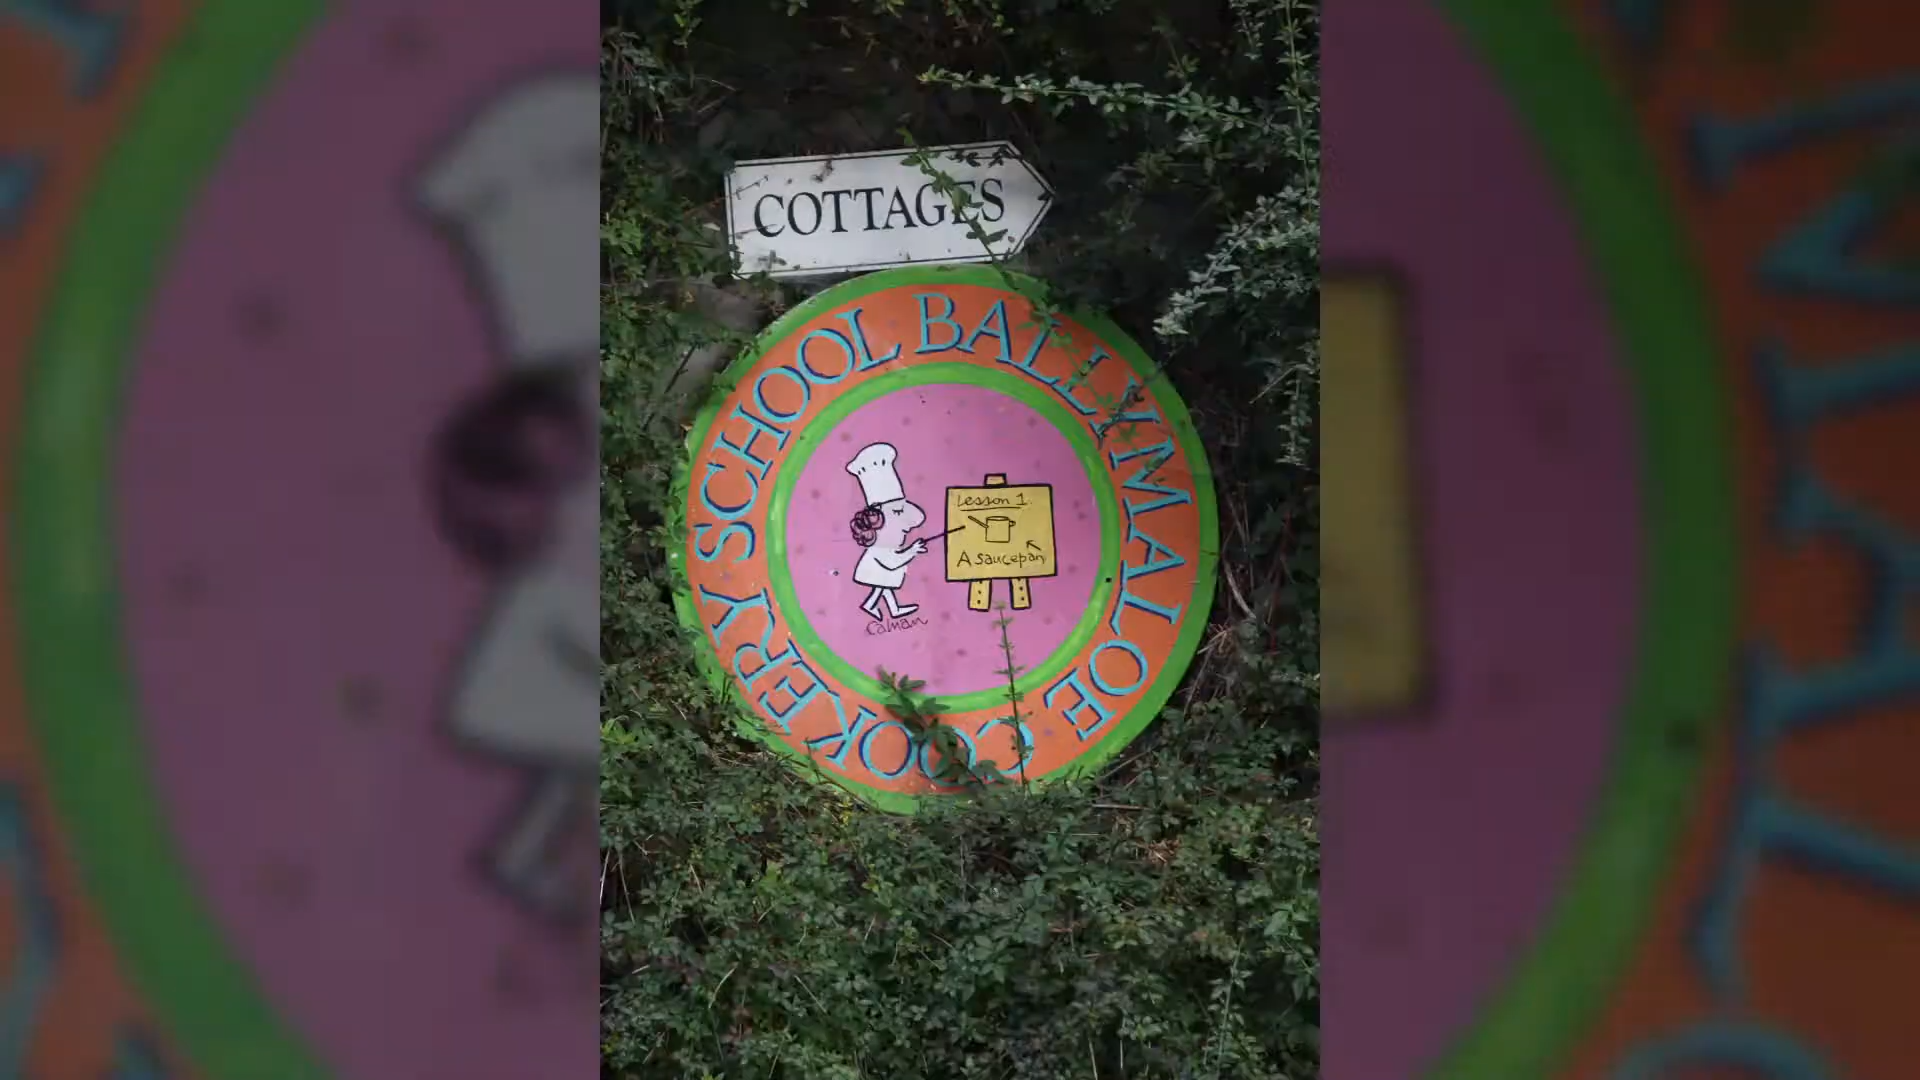 COTTAGES
BALLYMALOE COOKERY SCHOOL
Lesson 1.
A saucepan
Calman